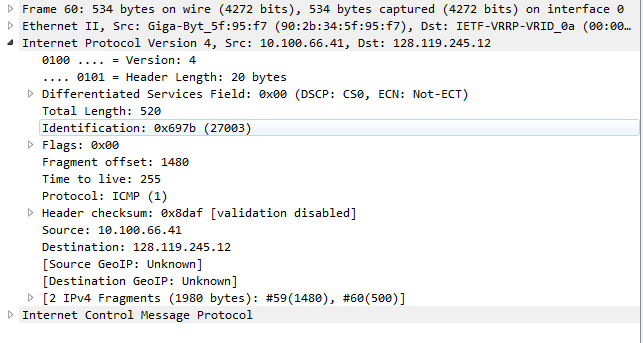 Frame 60: 534 bytes on wire (4272 bits), 534 bytes captured (4272 bits) on interface 0
Ethernet II, Src: Giga-Byt_5f:95:f7 (90:2b:34:5f:95:f7), Dst: IETF-VRRP-VRID_0a (00:00…
Internet Protocol Version 4, Src: 10.100.66.41, Dst: 128.119.245.12
0100 .... = Version: 4
.... 0101 = Header Length: 20 bytes
Differentiated Services Field: 0x00 (DSCP: CS0, ECN: Not-ECT)
Total Length: 520
Identification: 0x697b (27003)
Flags: 0x00
Fragment offset: 1480
Time to live: 255
Protocol: ICMP (1)
Header checksum: 0x8daf [validation disabled]
Source: 10.100.66.41
Destination: 128.119.245.12
[Source GeoIP: Unknown]
[Destination GeoIP: Unknown]
[2 IPv4 Fragments (1980 bytes): #59(1480), #60(500)]
Internet Control Message Protocol